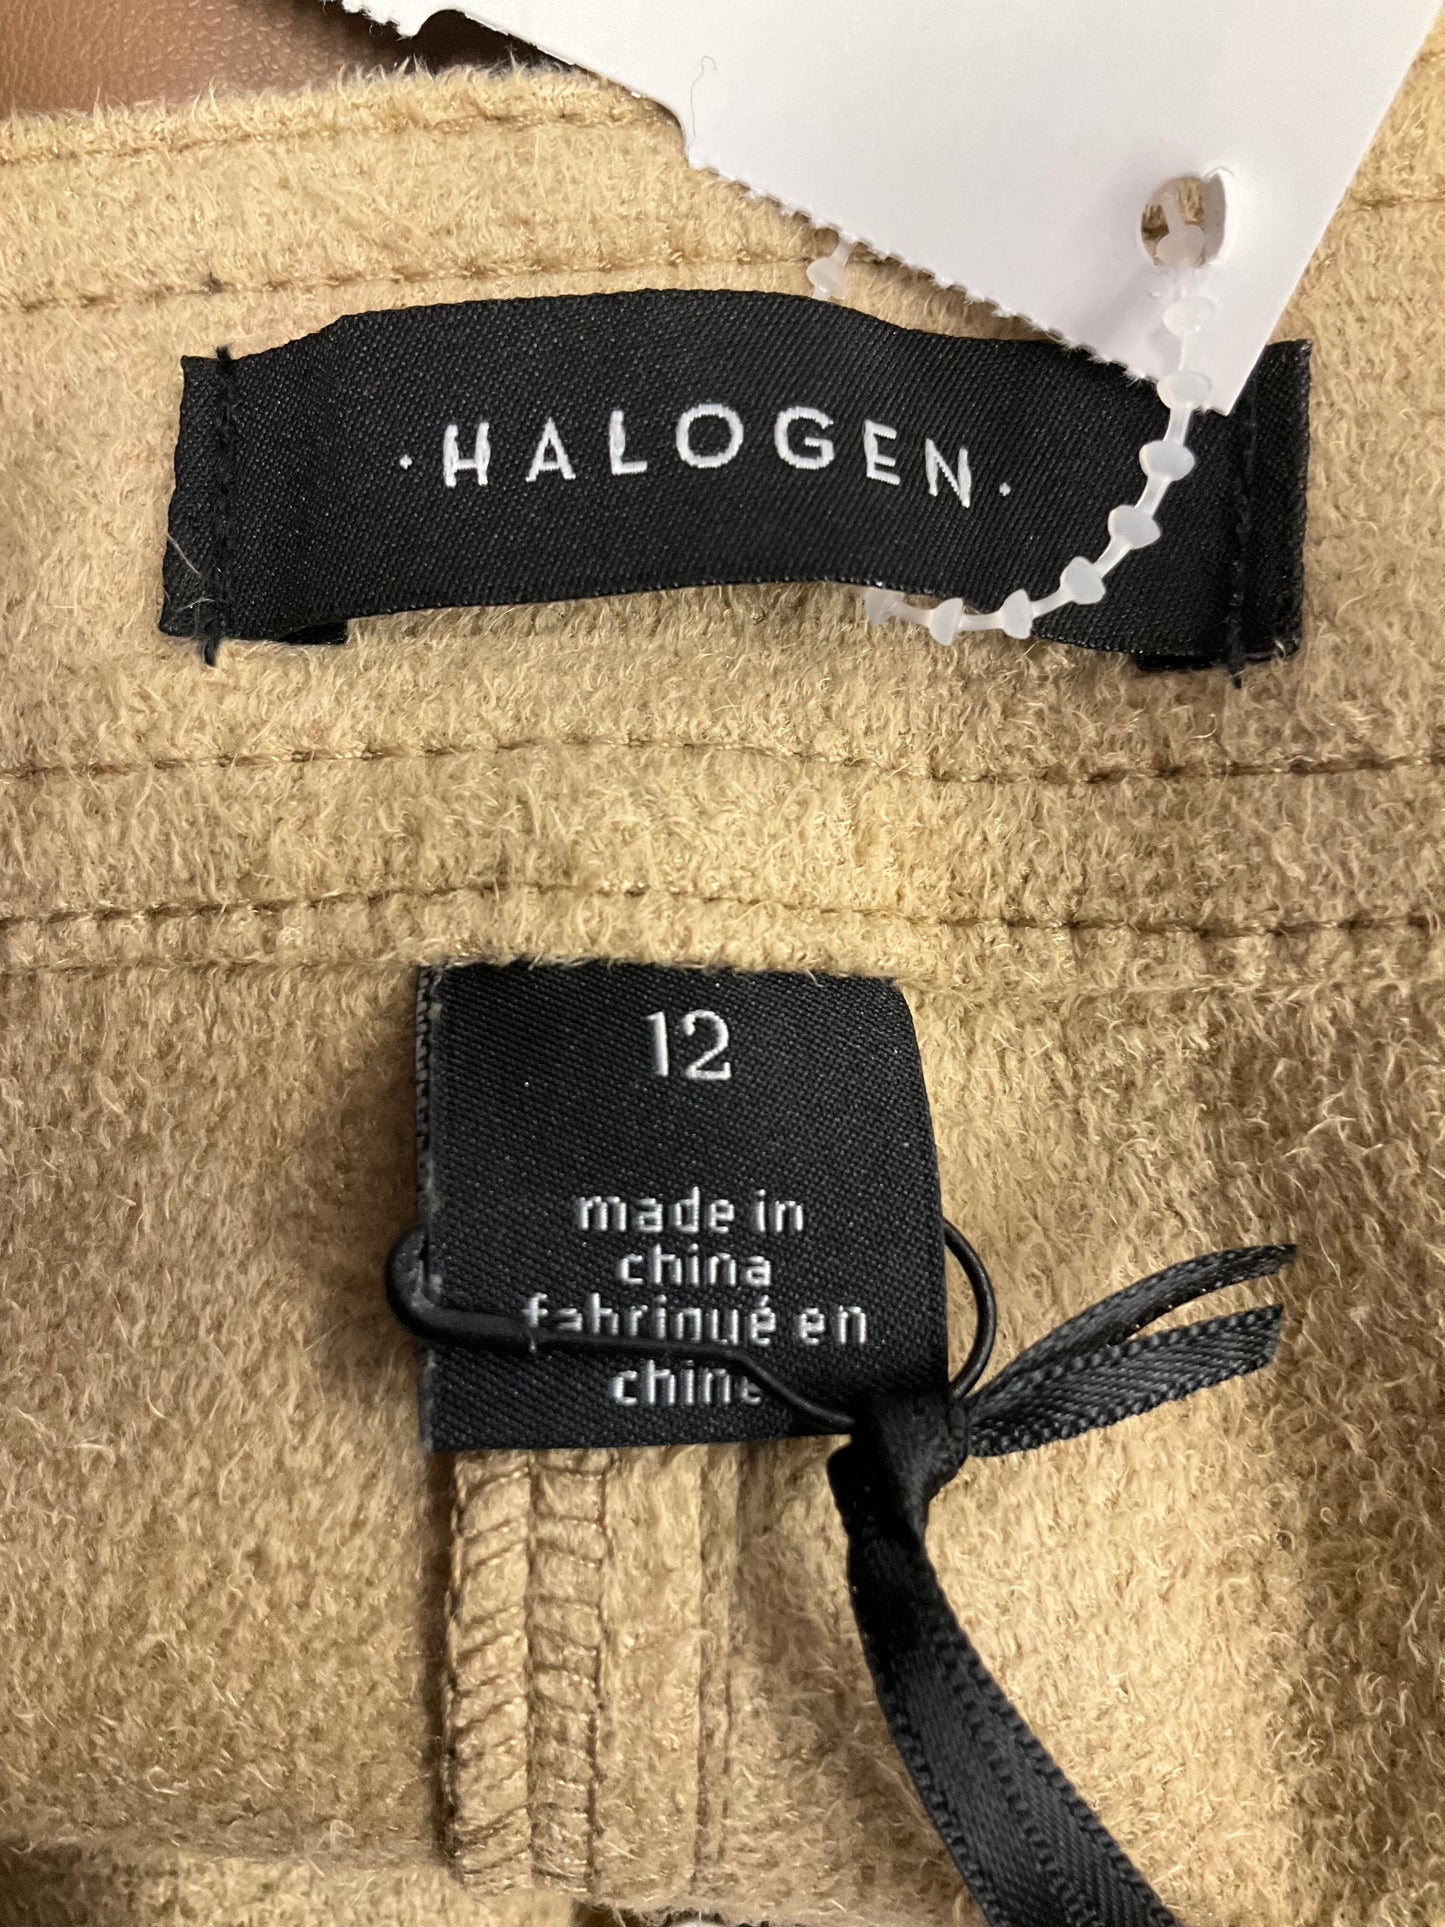 ·HALOGEN·
12
made in
china
fabriqué en
chine